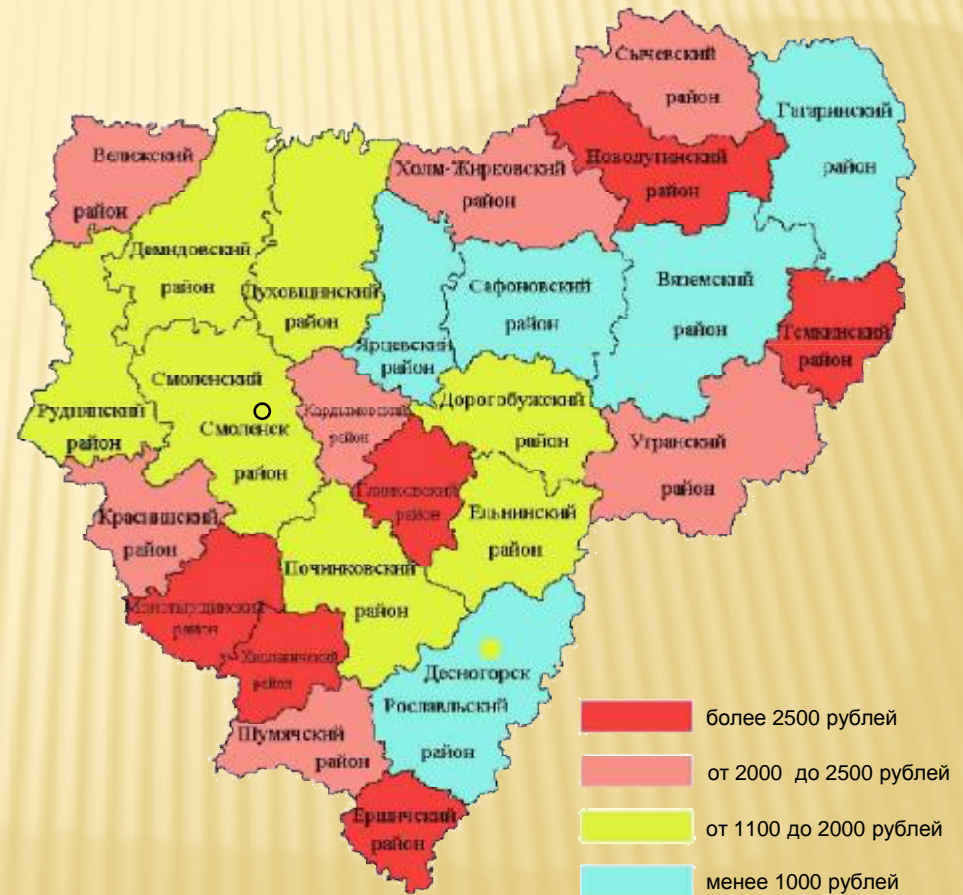 Сычевский
район
Гагаринский
район
Новодугинский
район
Велижский
район
Холм-Жирковский
район
Демидовский
район
Духовщинский
район
Сафоновский
район
Вяземский
район
Темкинский
район
Ярцевский
район
Смоленский
Смоленск
район
Руднянский
район
Кардымовский
район
Дорогобужский
район
Угранский
район
Глинковский
район
Ельнинский
район
Краснинский
район
Починковский
район
Монастырщинский
район
Хиславичский
район
Десногорск
Рославльский
район
Шумячский
район
Ершичский
район
более 2500 рублей
от 2000 до 2500 рублей
от 1100 до 2000 рублей
менее 1000 рублей